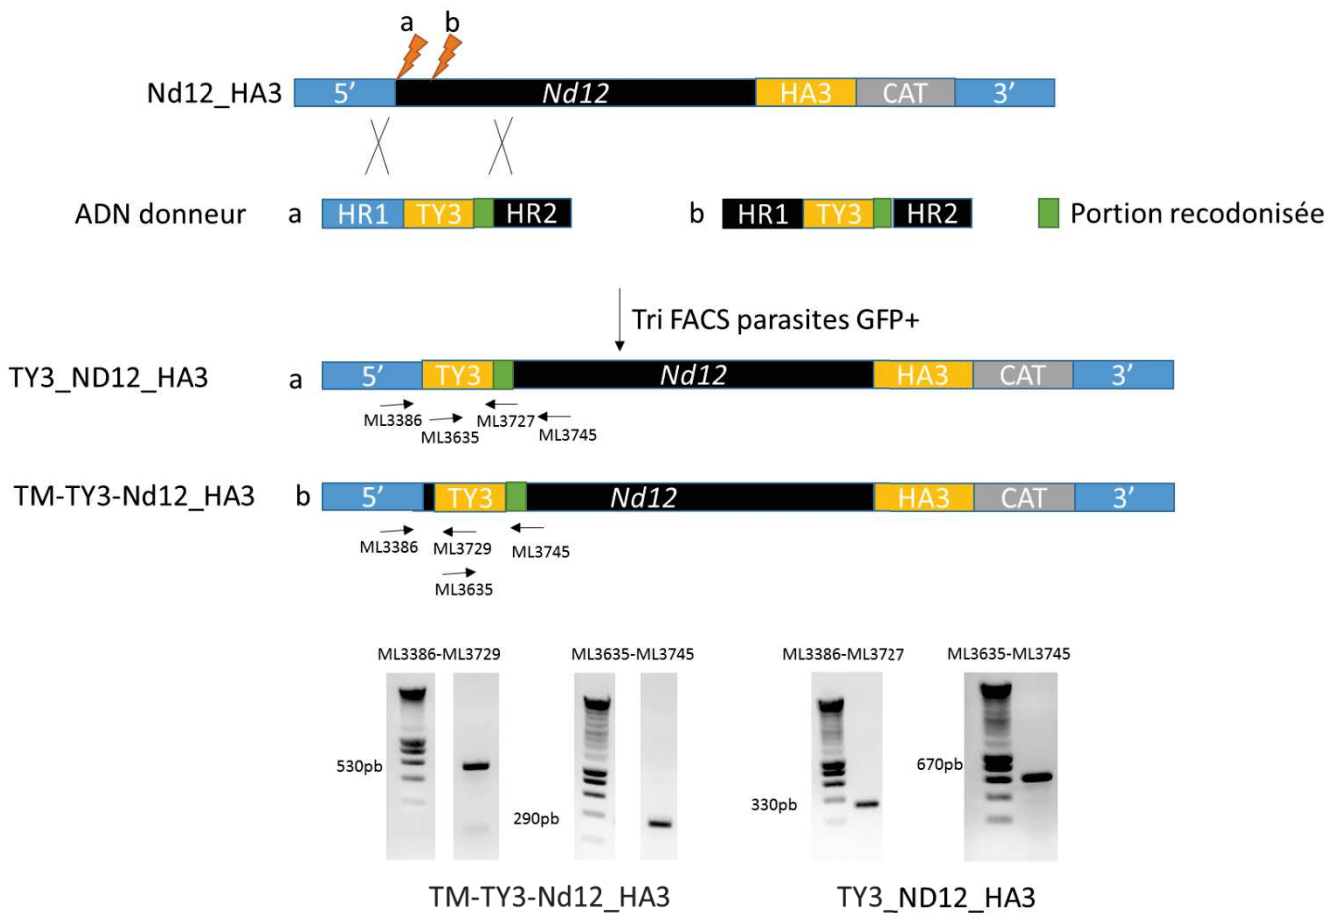 a b
Nd12_HA3 5’ Nd12 HA3 CAT 3’
ADN donneur a HR1 TY3 HR2 b HR1 TY3 HR2 Portion recodonisée
Tri FACS parasites GFP+
TY3_ND12_HA3 a 5’ TY3 Nd12 HA3 CAT 3’
ML3386 ML3635 ML3727 ML3745
TM-TY3-Nd12_HA3 b 5’ TY3 Nd12 HA3 CAT 3’
ML3386 ML3729 ML3745
ML3635
ML3386-ML3729 ML3635-ML3745 ML3386-ML3727 ML3635-ML3745
530pb 290pb 330pb 670pb
TM-TY3-Nd12_HA3 TY3_ND12_HA3